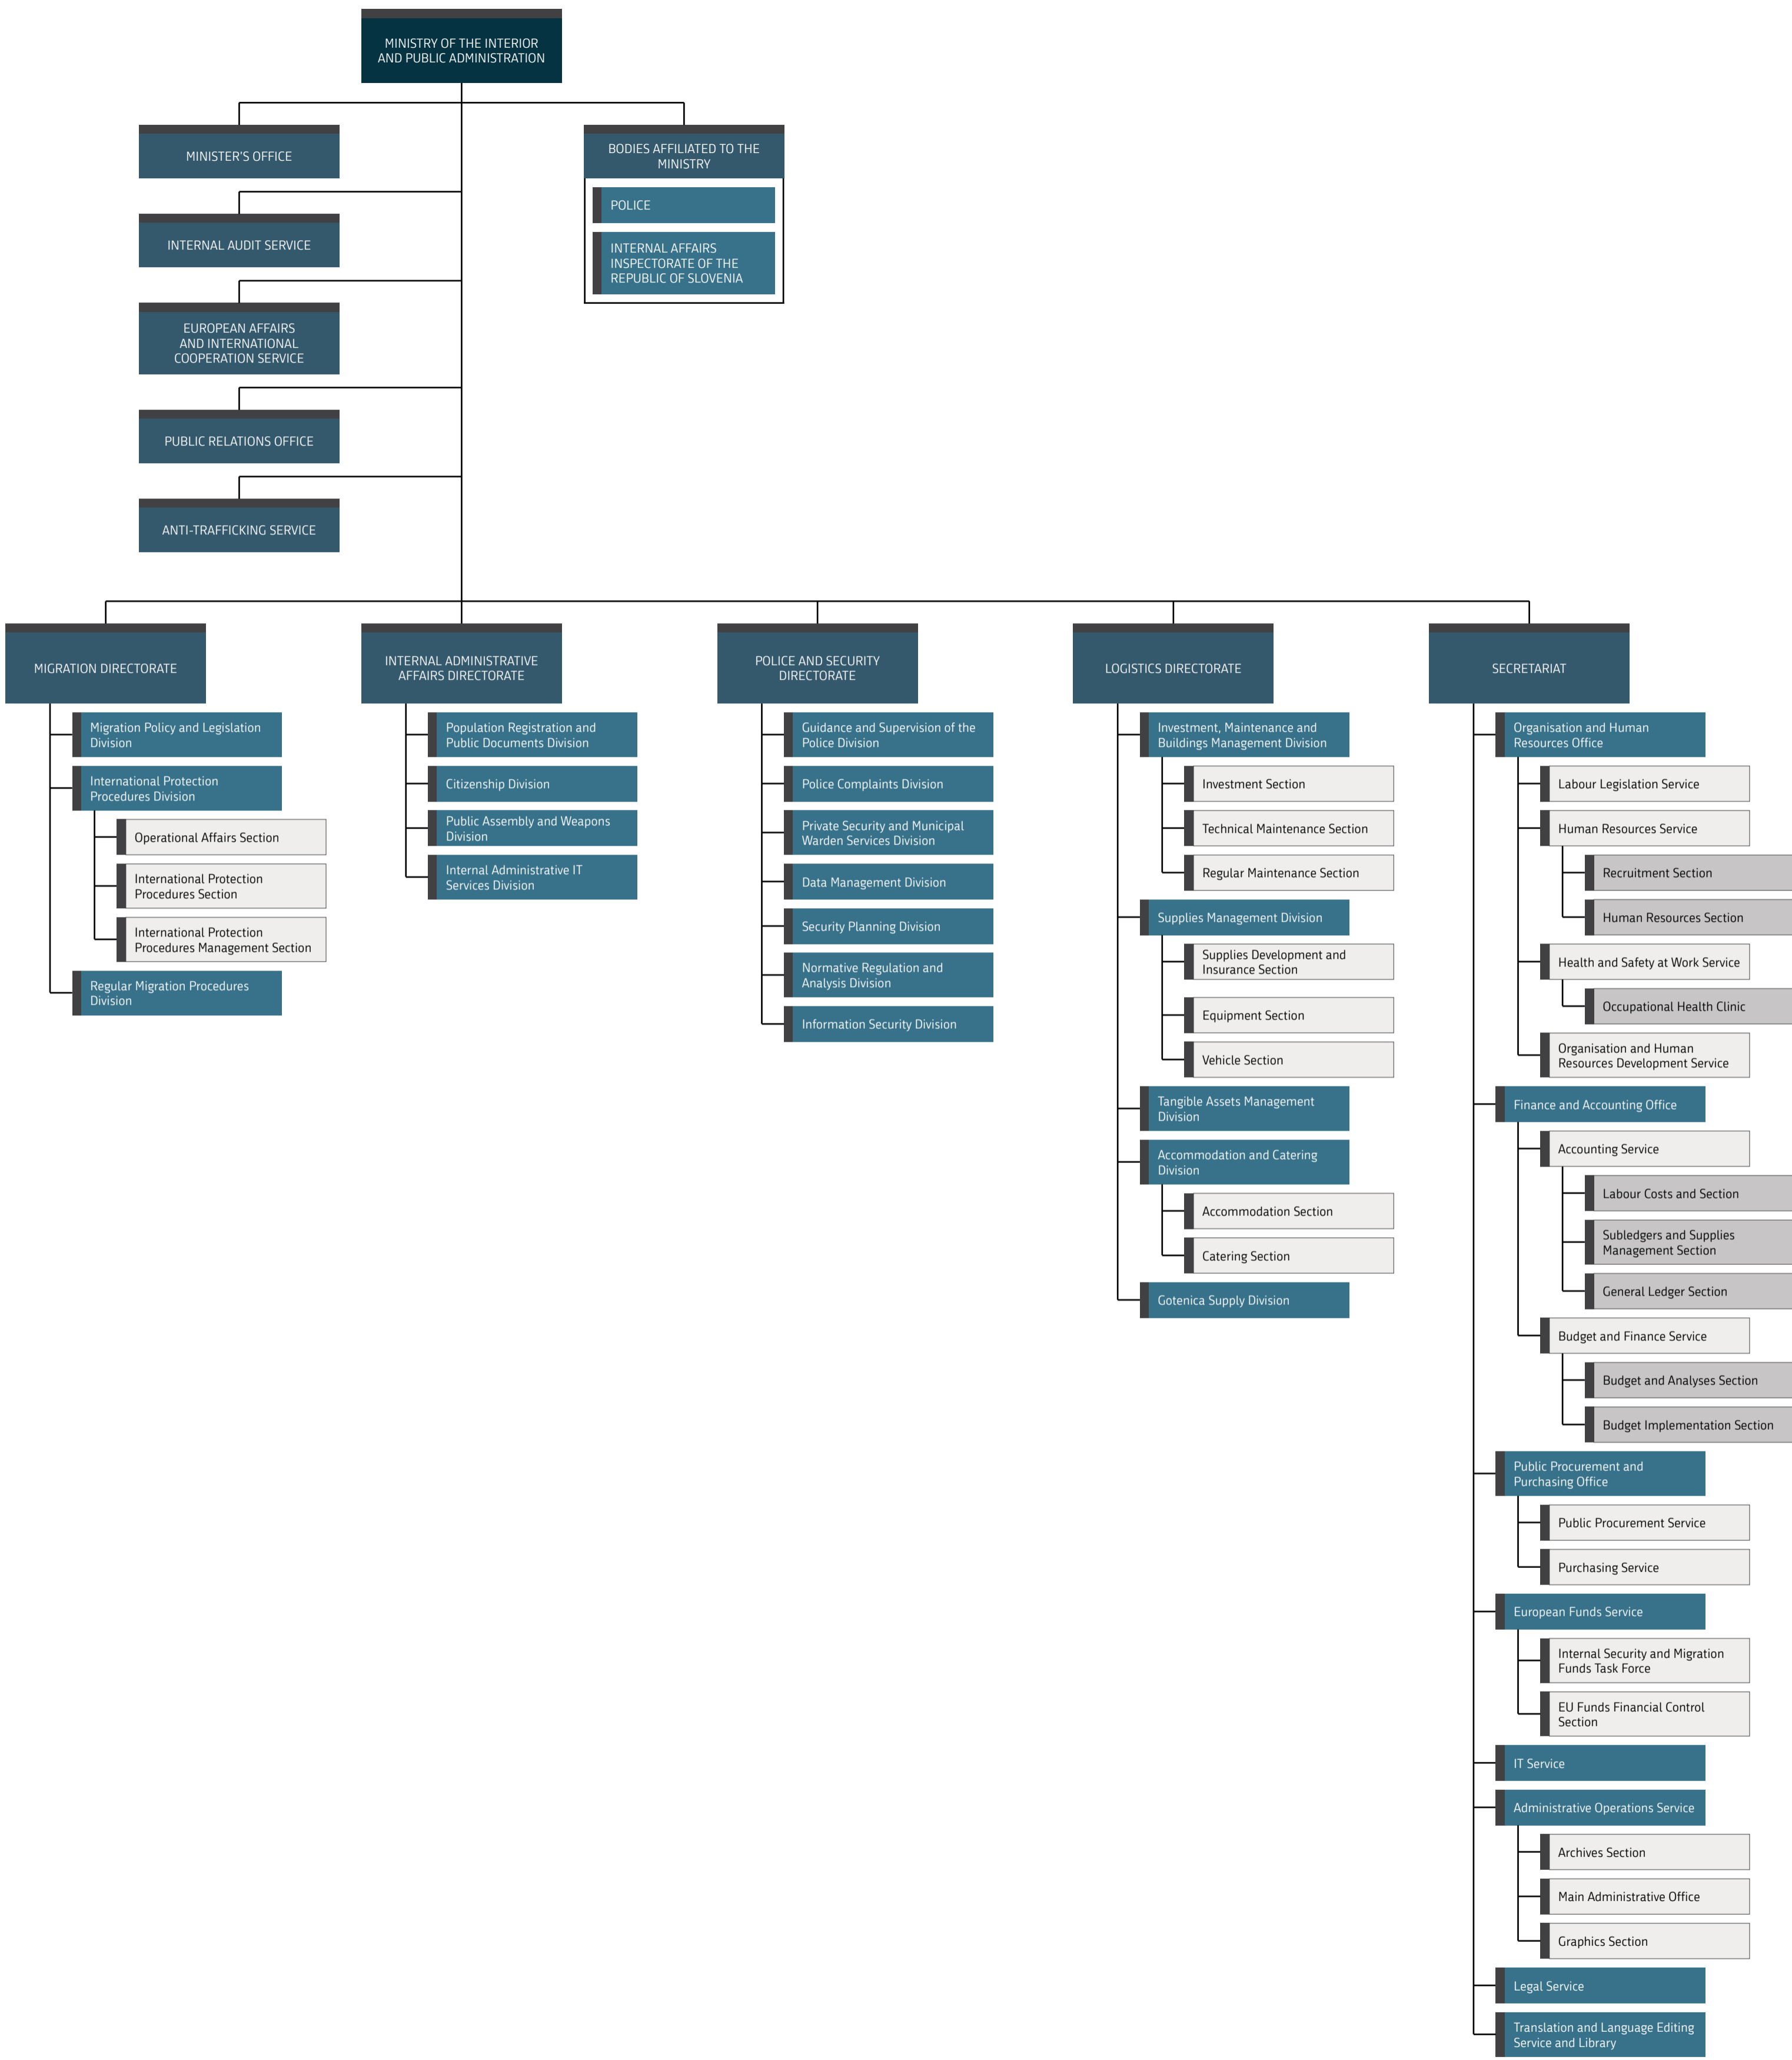 MINISTRY OF THE INTERIOR
AND PUBLIC ADMINISTRATION
MINISTER'S OFFICE
BODIES AFFILIATED TO THE
MINISTRY
POLICE
INTERNAL AFFAIRS
INSPECTORATE OF THE
REPUBLIC OF SLOVENIA
INTERNAL AUDIT SERVICE
EUROPEAN AFFAIRS
AND INTERNATIONAL
COOPERATION SERVICE
PUBLIC RELATIONS OFFICE
ANTI-TRAFFICKING SERVICE
MIGRATION DIRECTORATE
Migration Policy and Legislation
Division
International Protection
Procedures Division
Operational Affairs Section
International Protection
Procedures Section
International Protection
Procedures Management Section
Regular Migration Procedures
Division
INTERNAL ADMINISTRATIVE
AFFAIRS DIRECTORATE
Population Registration and
Public Documents Division
Citizenship Division
Public Assembly and Weapons
Division
Internal Administrative IT
Services Division
POLICE AND SECURITY
DIRECTORATE
Guidance and Supervision of the
Police Division
Police Complaints Division
Private Security and Municipal
Warden Services Division
Data Management Division
Security Planning Division
Normative Regulation and
Analysis Division
Information Security Division
LOGISTICS DIRECTORATE
Investment, Maintenance and
Buildings Management Division
Investment Section
Technical Maintenance Section
Regular Maintenance Section
Supplies Management Division
Supplies Development and
Insurance Section
Equipment Section
Vehicle Section
Tangible Assets Management
Division
Accommodation and Catering
Division
Accommodation Section
Catering Section
Gotenica Supply Division
SECRETARIAT
Organisation and Human
Resources Office
Labour Legislation Service
Human Resources Service
Recruitment Section
Human Resources Section
Health and Safety at Work Service
Occupational Health Clinic
Organisation and Human
Resources Development Service
Finance and Accounting Office
Accounting Service
Labour Costs and Section
Subledgers and Supplies
Management Section
General Ledger Section
Budget and Finance Service
Budget and Analyses Section
Budget Implementation Section
Public Procurement and
Purchasing Office
Public Procurement Service
Purchasing Service
European Funds Service
Internal Security and Migration
Funds Task Force
EU Funds Financial Control
Section
IT Service
Administrative Operations Service
Archives Section
Main Administrative Office
Graphics Section
Legal Service
Translation and Language Editing
Service and Library